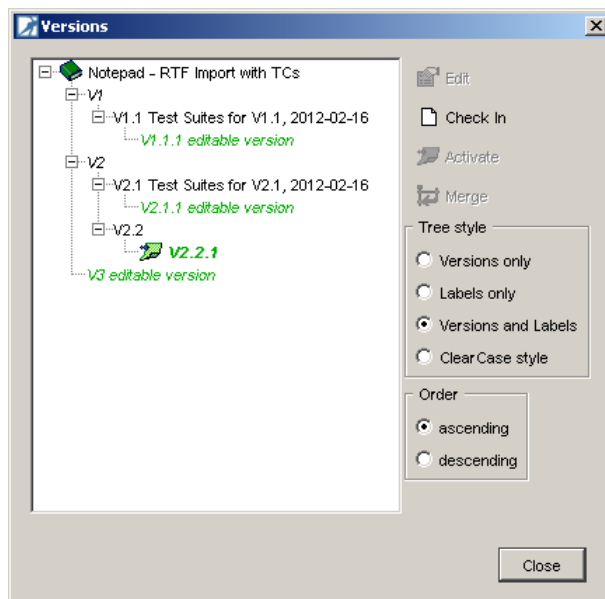 Versions
Notepad - RTF Import with TCs
V1
V1.1 Test Suites for V1.1, 2012-02-16
V1.1.1 editable version
V2
V2.1 Test Suites for V2.1, 2012-02-16
V2.1.1 editable version
V2.2
V2.2.1
V3 editable version
Edit
Check In
Activate
Merge
Tree style
Versions only
Labels only
Versions and Labels
ClearCase style
Order
ascending
descending
Close